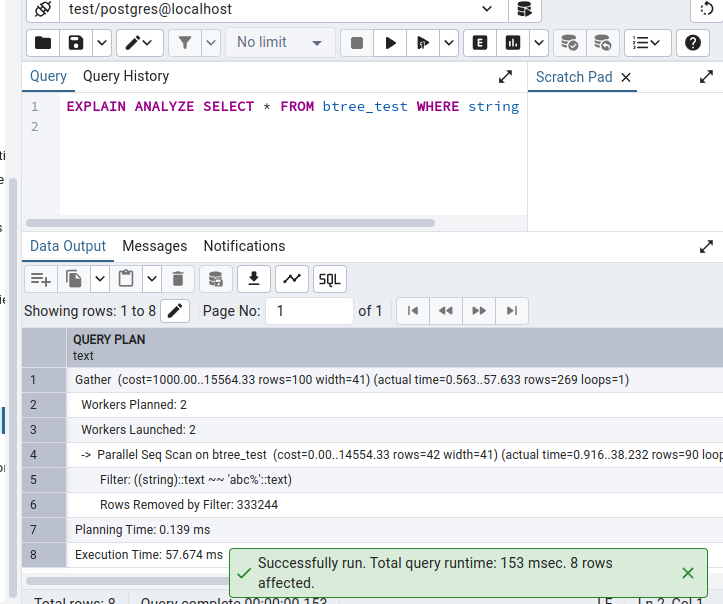 test/postgres@localhost
No limit
E
Query
Query History
Scratch Pad
1 EXPLAIN ANALYZE SELECT * FROM btree_test WHERE string
2
Data Output Messages Notifications
SQL
Showing rows: 1 to 8 Page No: 1 of 1
QUERY PLAN
text
1 Gather (cost=1000.00..15564.33 rows=100 width=41) (actual time=0.563..57.633 rows=269 loops=1)
2 Workers Planned: 2
3 Workers Launched: 2
4 -> Parallel Seq Scan on btree_test (cost=0.00..14554.33 rows=42 width=41) (actual time=0.916..38.232 rows=90 loop
5 Filter: ((string)::text ~~ 'abc%'::text)
6 Rows Removed by Filter: 333244
7 Planning Time: 0.139 ms
8 Execution Time: 57.674 ms
Successfully run. Total query runtime: 153 msec. 8 rows
affected.
Total rows: 8 Query complete 00:00:00.153 LF Ln 2, Col 1